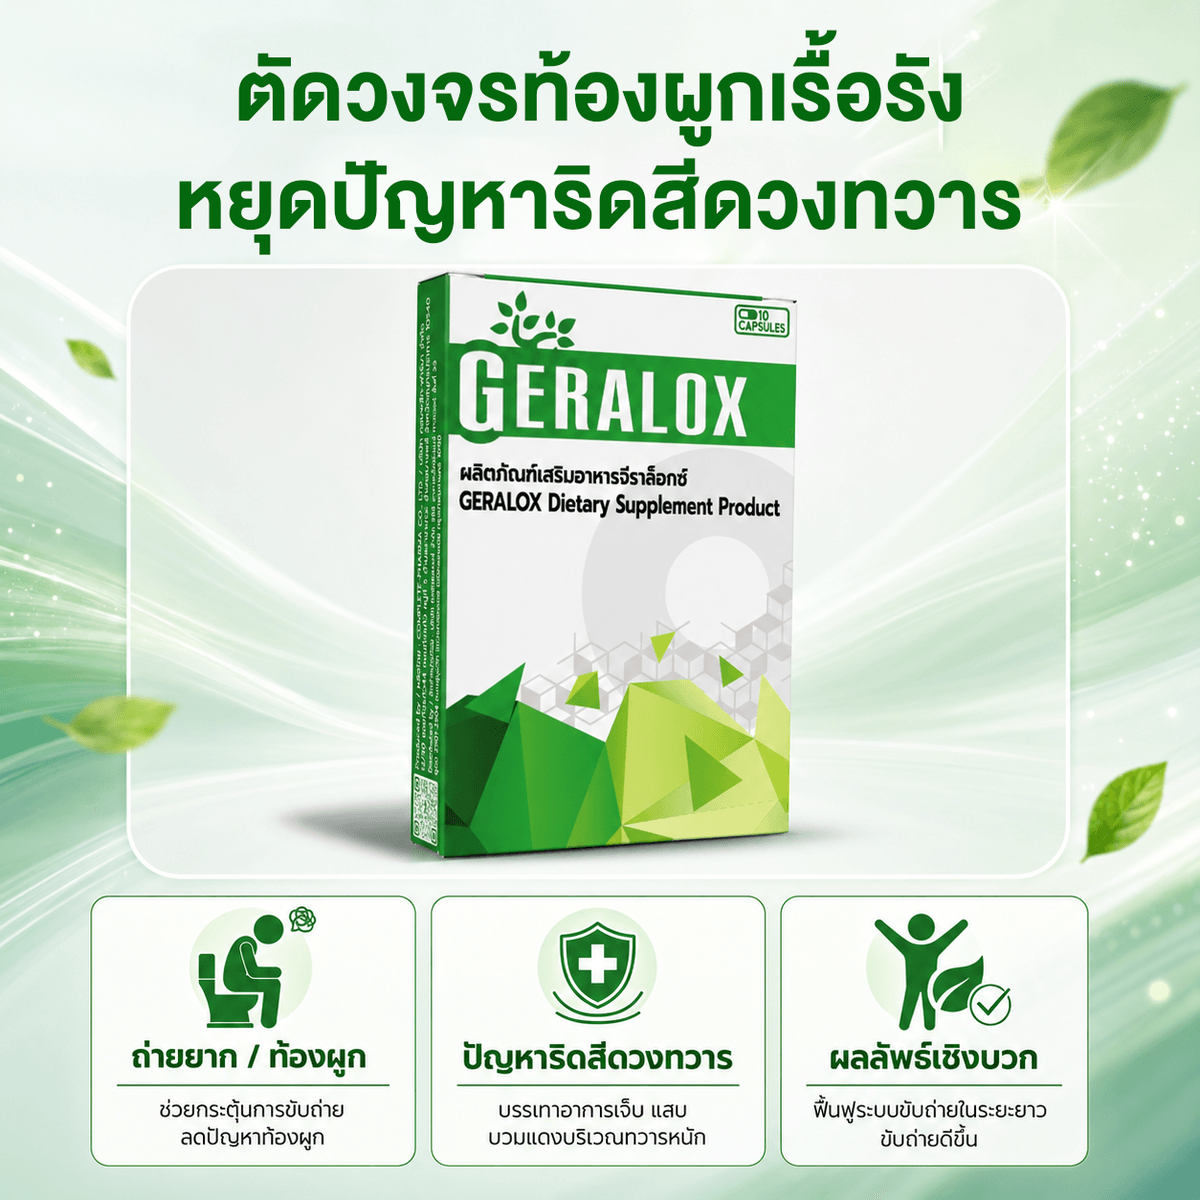 ตัดวงจรท้องผูกเรื้อรัง
หยุดปัญหาริดสีดวงทวาร
10
CAPSULES
GERALOX
ผลิตภัณฑ์เสริมอาหารจีราล็อกซ์
GERALOX Dietary Supplement Product
ถ่ายยาก / ท้องผูก
ช่วยกระตุ้นการขับถ่าย
ลดปัญหาท้องผูก
ปัญหาริดสีดวงทวาร
บรรเทาอาการเจ็บ แสบ
บวมแดงบริเวณทวารหนัก
ผลลัพธ์เชิงบวก
ฟื้นฟูระบบขับถ่ายในระยะยาว
ขับถ่ายดีขึ้น